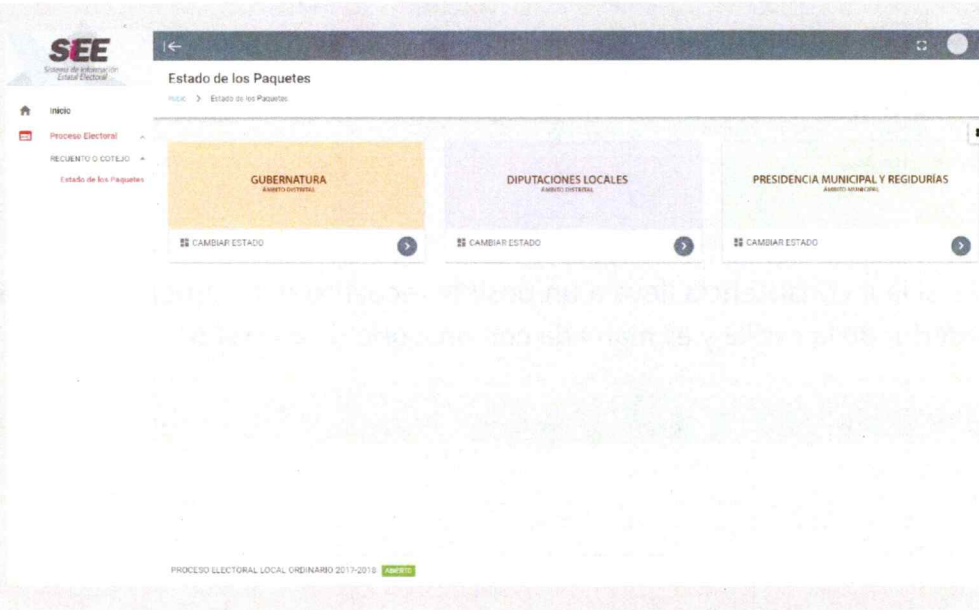 SiEE
Sistema de Información
Estatal Electoral
Inicio
Proceso Electoral
RECUENTO O COTEJO
Estado de los Paquetes
Estado de los Paquetes
Inicio > Estado de los Paquetes
GUBERNATURA
ÁMBITO DISTRITAL
CAMBIAR ESTADO
DIPUTACIONES LOCALES
ÁMBITO DISTRITAL
CAMBIAR ESTADO
PRESIDENCIA MUNICIPAL Y REGIDURÍAS
ÁMBITO MUNICIPAL
CAMBIAR ESTADO
PROCESO ELECTORAL LOCAL ORDINARIO 2017-2018 ABIERTO